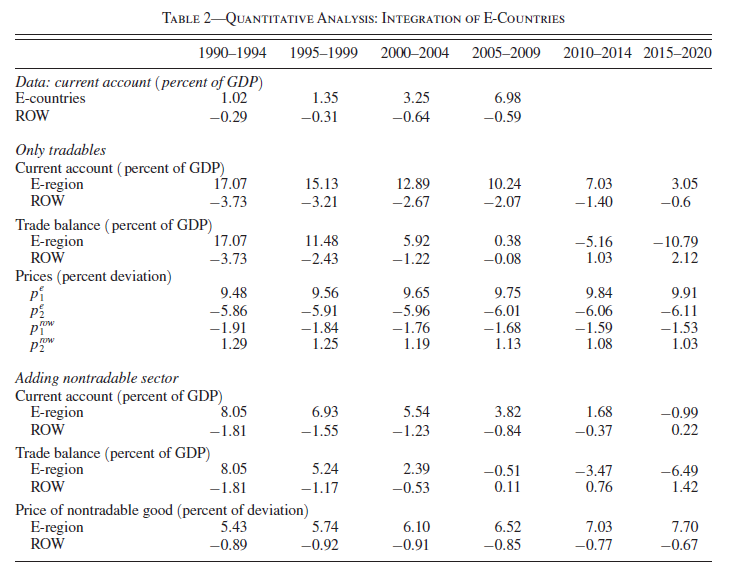 TABLE 2—QUANTITATIVE ANALYSIS: INTEGRATION OF E-COUNTRIES
1990–1994 1995–1999 2000–2004 2005–2009 2010–2014 2015–2020
Data: current account (percent of GDP)
E-countries 1.02 1.35 3.25 6.98
ROW −0.29 −0.31 −0.64 −0.59
Only tradables
Current account (percent of GDP)
E-region 17.07 15.13 12.89 10.24 7.03 3.05
ROW −3.73 −3.21 −2.67 −2.07 −1.40 −0.6
Trade balance (percent of GDP)
E-region 17.07 11.48 5.92 0.38 −5.16 −10.79
ROW −3.73 −2.43 −1.22 −0.08 1.03 2.12
Prices (percent deviation)
p₁ᵉ 9.48 9.56 9.65 9.75 9.84 9.91
p₂ᵉ −5.86 −5.91 −5.96 −6.01 −6.06 −6.11
p₁ʳᵒʷ −1.91 −1.84 −1.76 −1.68 −1.59 −1.53
p₂ʳᵒʷ 1.29 1.25 1.19 1.13 1.08 1.03
Adding nontradable sector
Current account (percent of GDP)
E-region 8.05 6.93 5.54 3.82 1.68 −0.99
ROW −1.81 −1.55 −1.23 −0.84 −0.37 0.22
Trade balance (percent of GDP)
E-region 8.05 5.24 2.39 −0.51 −3.47 −6.49
ROW −1.81 −1.17 −0.53 0.11 0.76 1.42
Price of nontradable good (percent of deviation)
E-region 5.43 5.74 6.10 6.52 7.03 7.70
ROW −0.89 −0.92 −0.91 −0.85 −0.77 −0.67